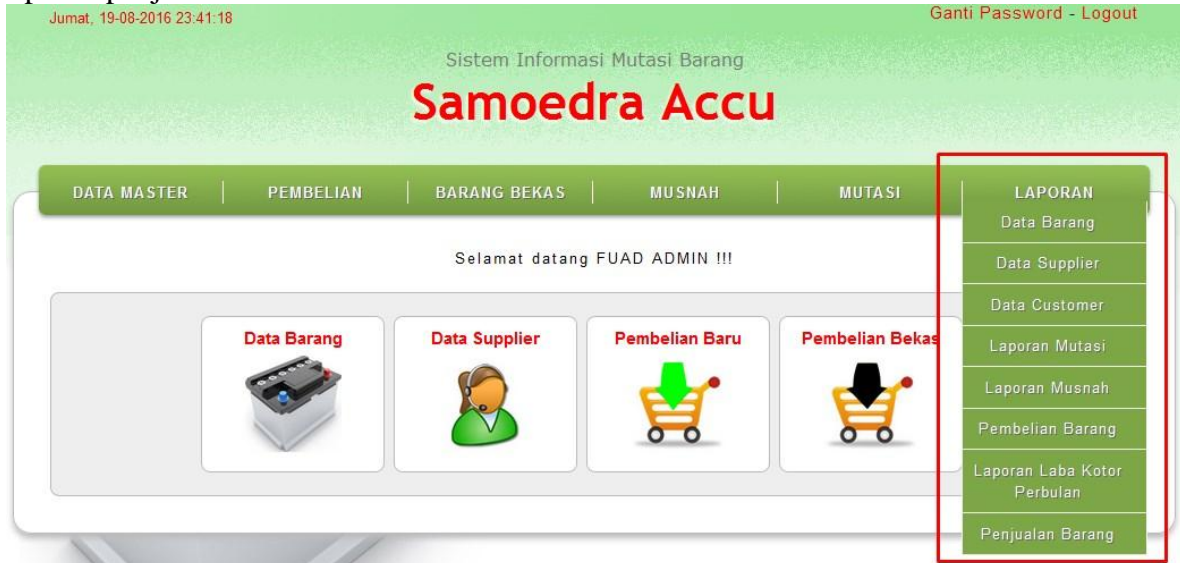 Jumat, 19-08-2016 23:41:18
Ganti Password - Logout
Sistem Informasi Mutasi Barang
Samoedra Accu
DATA MASTER PEMBELIAN BARANG BEKAS MUSNAH MUTASI LAPORAN
Data Barang
Data Supplier
Data Customer
Laporan Mutasi
Laporan Musnah
Pembelian Barang
Laporan Laba Kotor
Perbulan
Penjualan Barang
Selamat datang FUAD ADMIN !!!
Data Barang
Data Supplier
Pembelian Baru
Pembelian Bekas